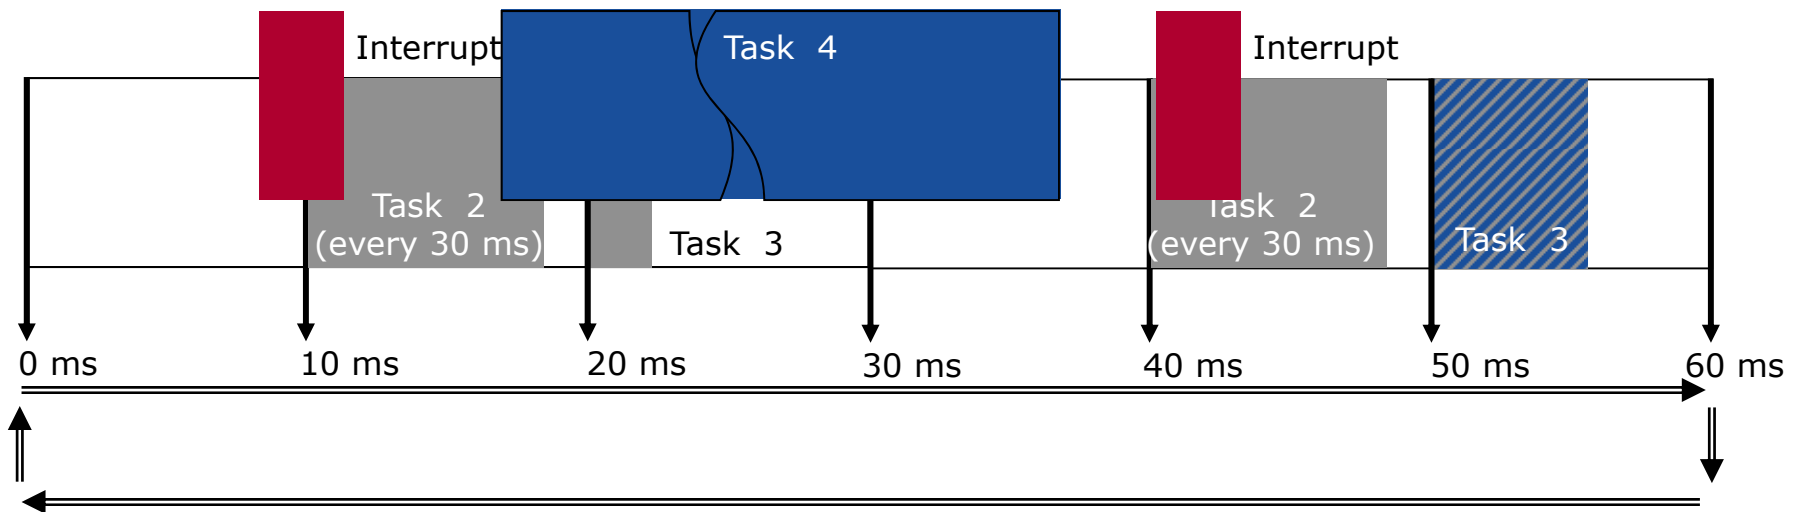 Interrupt
Task 4
Interrupt
Task 2
(every 30 ms)
Task 3
Task 2
(every 30 ms)
Task 3
0 ms
10 ms
20 ms
30 ms
40 ms
50 ms
60 ms